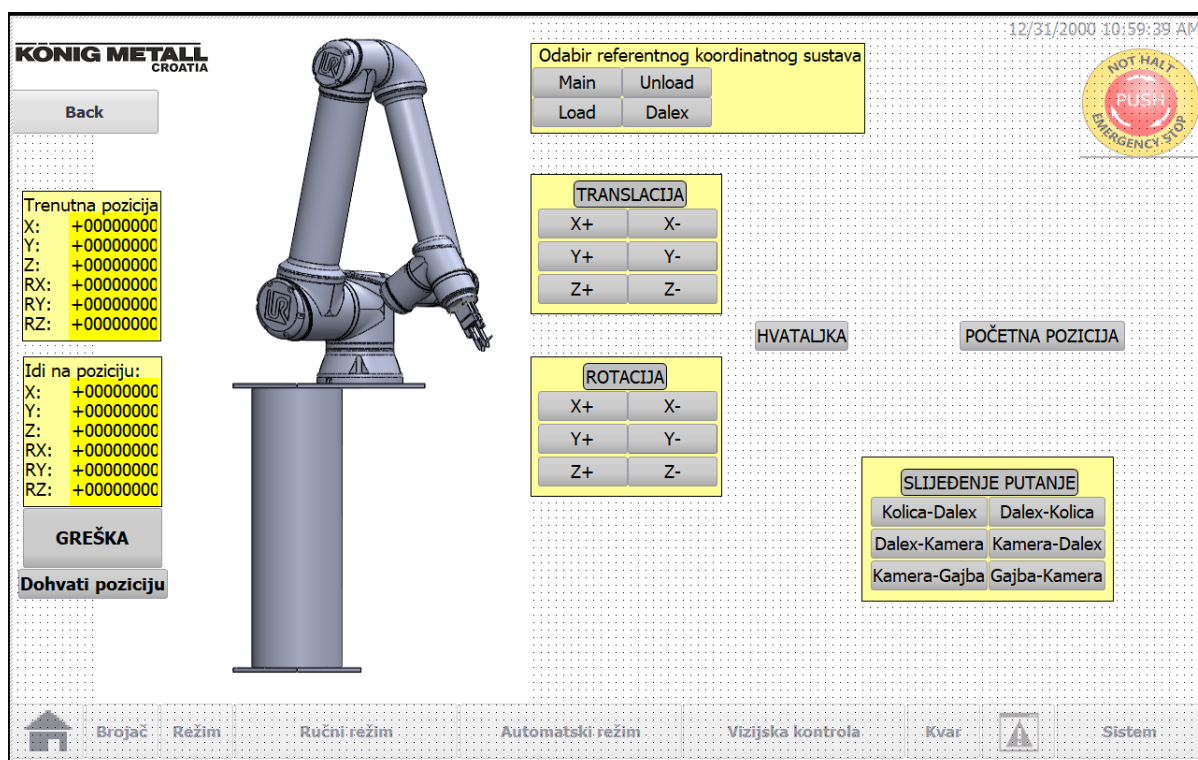 12/31/2000 10:59:39 AM
KÖNIG METALL
CROATIA
Back
Odabir referentnog koordinatnog sustava
Main Unload
Load Dalex
NOT HALT
PUSH
EMERGENCY STOP
Trenutna pozicija
X: +00000000
Y: +00000000
Z: +00000000
RX: +00000000
RY: +00000000
RZ: +00000000
Idi na poziciju:
X: +00000000
Y: +00000000
Z: +00000000
RX: +00000000
RY: +00000000
RZ: +00000000
GREŠKA
Dohvati poziciju
UR
UR
TRANSLACIJA
X+ X-
Y+ Y-
Z+ Z-
ROTACIJA
X+ X-
Y+ Y-
Z+ Z-
HVATALJKA
POČETNA POZICIJA
SLIJEĐENJE PUTANJE
Kolica-Dalex Dalex-Kolica
Dalex-Kamera Kamera-Dalex
Kamera-Gajba Gajba-Kamera
Brojač Režim Ručni režim Automatski režim Vizijska kontrola Kvar Sistem